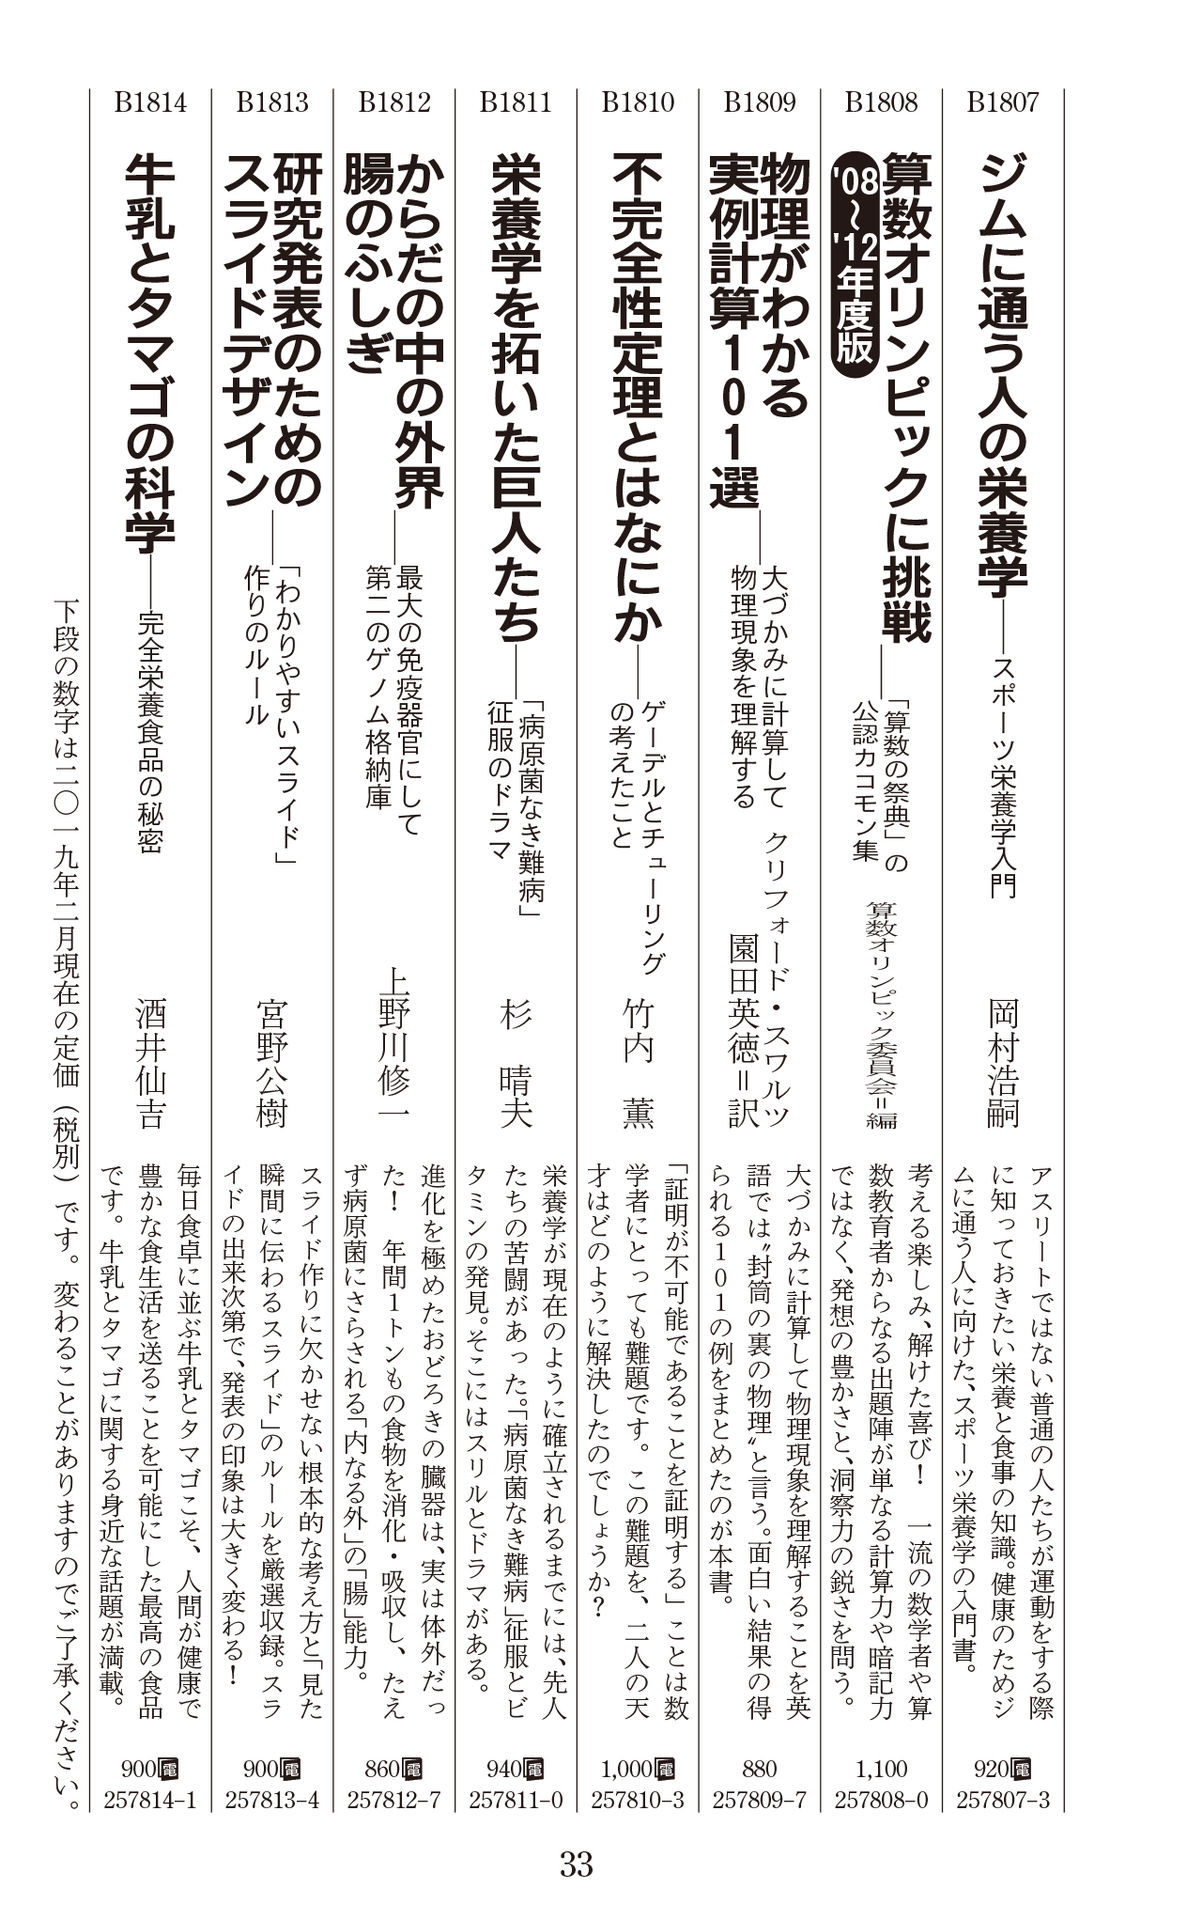 B1807
ジムに通う人の栄養学
――スポーツ栄養学入門
岡村浩嗣
アスリートではない普通の人たちが運動をする際
に知っておきたい栄養と食事の知識。健康のためジ
ムに通う人に向けた、スポーツ栄養学の入門書。
920電
257807-3
B1808
算数オリンピックに挑戦
'08〜'12年度版
――「算数の祭典」の
公認カコモン集
算数オリンピック委員会＝編
考える楽しみ、解けた喜び！　一流の数学者や算
数教育者からなる出題陣が単なる計算力や暗記力
ではなく、発想の豊かさと、洞察力の鋭さを問う。
1,100
257808-0
B1809
物理がわかる
実例計算101選
――大づかみに計算して
物理現象を理解する
クリフォード・スワルツ
園田英徳＝訳
大づかみに計算して物理現象を理解することを英
語では〝封筒の裏の物理〟と言う。面白い結果の得
られる101の例をまとめたのが本書。
880
257809-7
B1810
不完全性定理とはなにか
――ゲーデルとチューリング
の考えたこと
竹内　薫
「証明が不可能であることを証明する」ことは数
学者にとっても難題です。この難題を、二人の天
才はどのように解決したのでしょうか？
1,000電
257810-3
B1811
栄養学を拓いた巨人たち
――「病原菌なき難病」
征服のドラマ
杉　晴夫
栄養学が現在のように確立されるまでには、先人
たちの苦闘があった。「病原菌なき難病」征服とビ
タミンの発見。そこにはスリルとドラマがある。
940電
257811-0
B1812
からだの中の外界
腸のふしぎ
――最大の免疫器官にして
第二のゲノム格納庫
上野川修一
進化を極めたおどろきの臓器は、実は体外だっ
た！　年間1トンもの食物を消化・吸収し、たえ
ず病原菌にさらされる「内なる外」の「腸」能力。
860電
257812-7
B1813
研究発表のための
スライドデザイン
――「わかりやすいスライド」
作りのルール
宮野公樹
スライド作りに欠かせない根本的な考え方と「見た
瞬間に伝わるスライド」のルールを厳選収録。スラ
イドの出来次第で、発表の印象は大きく変わる！
900電
257813-4
B1814
牛乳とタマゴの科学
――完全栄養食品の秘密
酒井仙吉
毎日食卓に並ぶ牛乳とタマゴこそ、人間が健康で
豊かな食生活を送ることを可能にした最高の食品
です。牛乳とタマゴに関する身近な話題が満載。
900電
257814-1
下段の数字は二〇一九年二月現在の定価（税別）です。変わることがありますのでご了承ください。
33